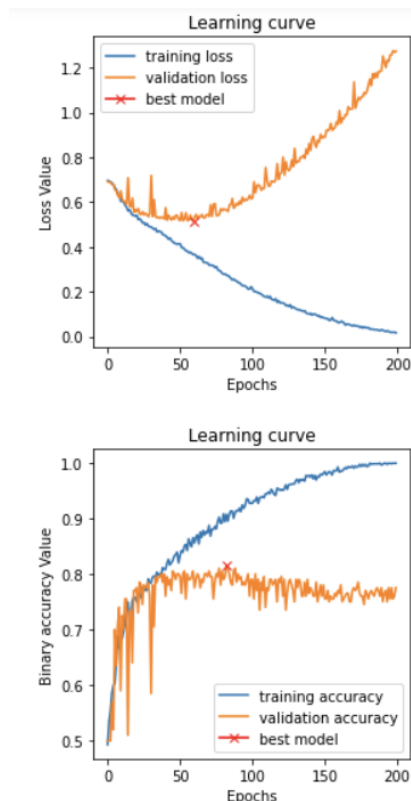 Learning curve
training loss
validation loss
best model
Loss Value
1.2
1.0
0.8
0.6
0.4
0.2
0.0
0 50 100 150 200
Epochs
Learning curve
Binary accuracy Value
1.0
0.9
0.8
0.7
0.6
0.5
training accuracy
validation accuracy
best model
0 50 100 150 200
Epochs